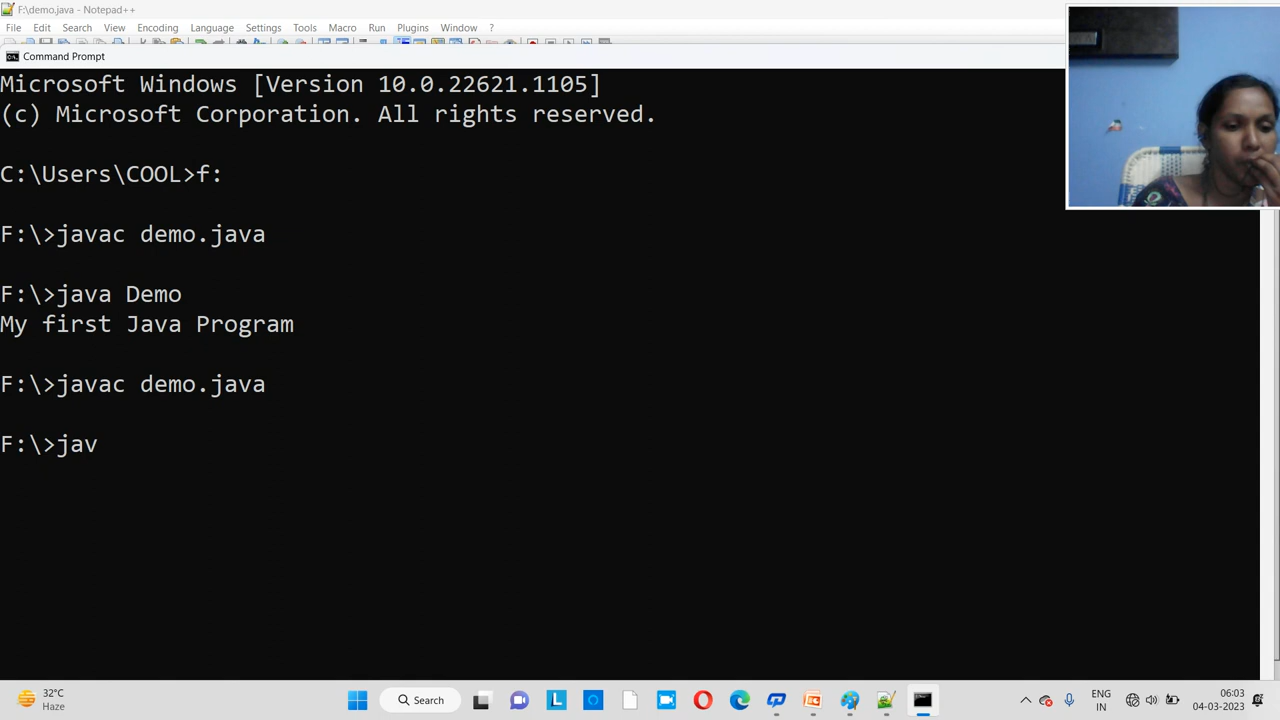 F:\demo.java - Notepad++
File Edit Search View Encoding Language Settings Tools Macro Run Plugins Window ?
Command Prompt
Microsoft Windows [Version 10.0.22621.1105]
(c) Microsoft Corporation. All rights reserved.
C:\Users\COOL>f:
F:\>javac demo.java
F:\>java Demo
My first Java Program
F:\>javac demo.java
F:\>jav
32°C
Haze
Search
ENG
IN
06:03
04-03-2023